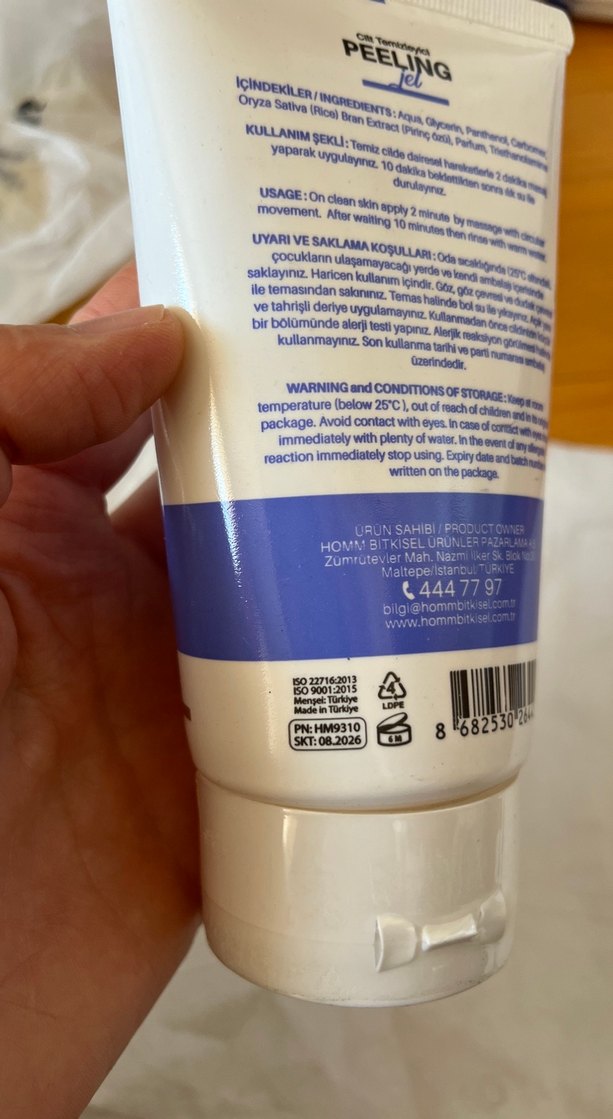 Cilt Temizleyici
PEELING
jel
İÇİNDEKİLER / INGREDIENTS : Aqua, Glycerin, Panthenol, Carbomer,
Oryza Sativa (Rice) Bran Extract (Pirinç özü), Parfum,
KULLANIM ŞEKLİ : Temiz cilde dairesel hareketlerle 2 dakika masaj
yaparak uygulayınız. 10 dakika beklettikten sonra ılık su ile
durulayınız.
USAGE : On clean skin apply 2 minute by massage with circular
movement. After waiting 10 minutes then rinse with warm water.
UYARI VE SAKLAMA KOŞULLARI : Oda sıcaklığında (25°C altında),
çocukların ulaşamayacağı yerde ve kendi ambalajı içerisinde
saklayınız. Haricen kullanım içindir. Göz, göz çevresi ve dudak
ile temasından sakınınız. Temas halinde bol su ile yıkayınız. Açık
ve tahrişli deriye uygulamayınız. Kullanmadan önce cildinizin
bir bölümünde alerji testi yapınız. Alerjik reaksiyon görülmesi
kullanmayınız. Son kullanma tarihi ve parti numarası ambalaj
üzerindedir.
WARNING and CONDITIONS OF STORAGE : Keep at room
temperature (below 25°C ), out of reach of children and in its
package. Avoid contact with eyes. In case of contact with eyes
immediately with plenty of water. In the event of any allergic
reaction immediately stop using. Expiry date and batch number
written on the package.
ÜRÜN SAHİBİ / PRODUCT OWNER
HOMM BİTKİSEL ÜRÜNLER PAZARLAMA A.Ş.
Zümrütevler Mah. Nazmi İlker Sk. Blok
Maltepe/İstanbul/TÜRKİYE
444 77 97
bilgi@hommbitkisel.com.tr
www.hommbitkisel.com.tr
ISO 22716:2013
ISO 9001:2015
Menşei: Türkiye
Made in Türkiye
PN: HM9310
SKT: 08.2026
4
LDPE
6 M
8 682530 264